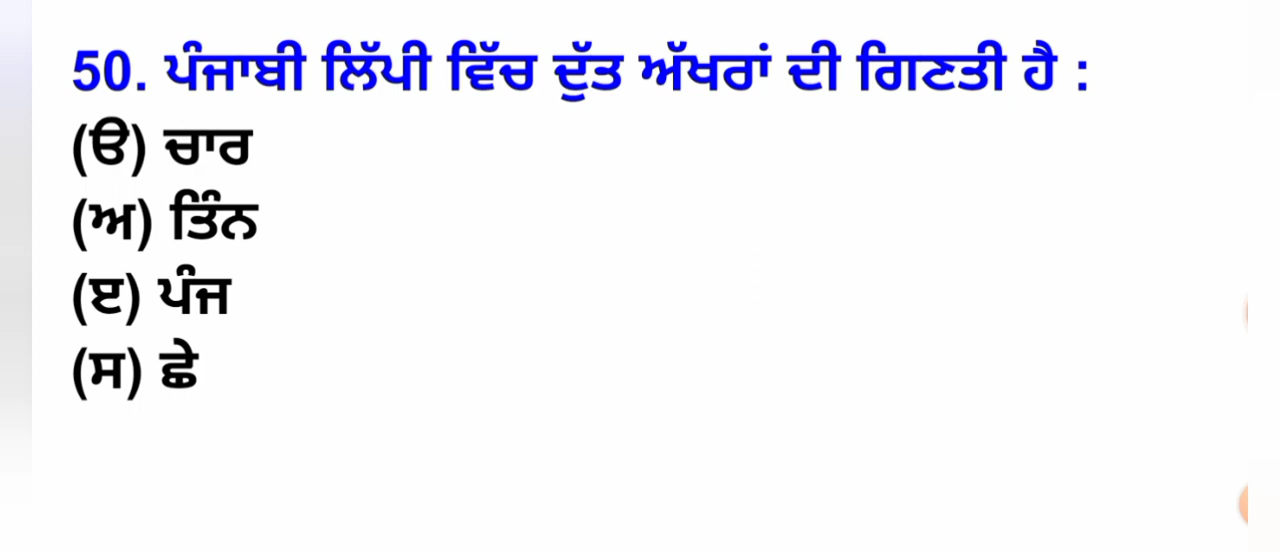 50. ਪੰਜਾਬੀ ਲਿੱਪੀ ਵਿੱਚ ਦੁੱਤ ਅੱਖਰਾਂ ਦੀ ਗਿਣਤੀ ਹੈ :
(ੳ) ਚਾਰ
(ਅ) ਤਿੰਨ
(ੲ) ਪੰਜ
(ਸ) ਛੇ